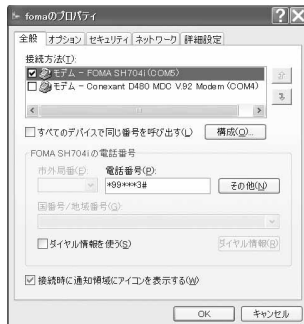 fomaのプロパティ
全般 オプション セキュリティ ネットワーク 詳細設定
接続方法(T):
モデム - FOMA SH704i (COM5)
モデム - Conexant D480 MDC V.92 Modem (COM4)
すべてのデバイスで同じ番号を呼び出す(L) 構成(O)...
FOMA SH704iの電話番号
市外局番(E): 電話番号(P):
*99***3# その他(N)
国番号/地域番号(G):
ダイヤル情報を使う(S) ダイヤル情報(R)
接続時に通知領域にアイコンを表示する(W)
OK キャンセル